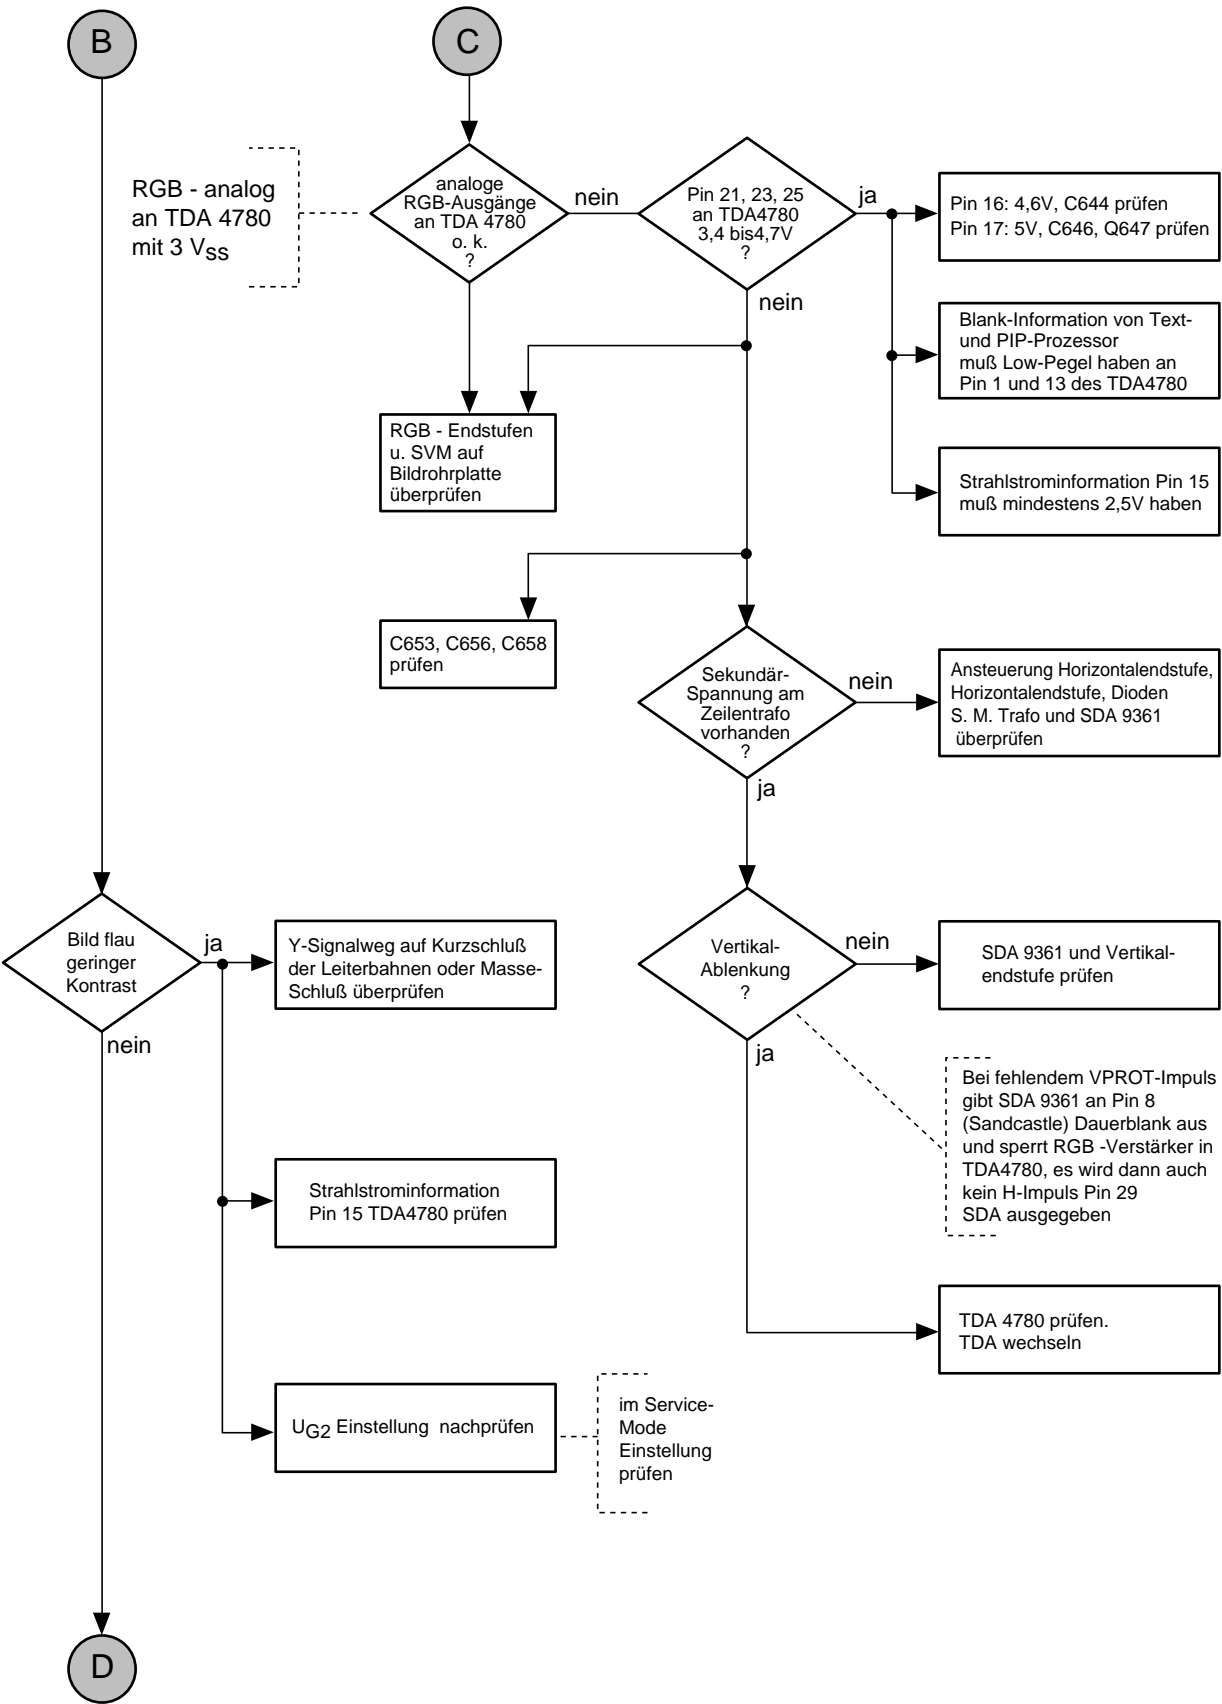 B
C
RGB - analog
an TDA 4780
mit 3 VSS
analoge
RGB-Ausgänge
an TDA 4780
o. k.
?
nein
Pin 21, 23, 25
an TDA4780
3,4 bis4,7V
?
ja
nein
Pin 16: 4,6V, C644 prüfen
Pin 17: 5V, C646, Q647 prüfen
Blank-Information von Text-
und PIP-Prozessor
muß Low-Pegel haben an
Pin 1 und 13 des TDA4780
RGB - Endstufen
u. SVM auf
Bildrohrplatte
überprüfen
Strahlstrominformation Pin 15
muß mindestens 2,5V haben
C653, C656, C658
prüfen
Sekundär-
Spannung am
Zeilentrafo
vorhanden
?
nein
ja
Ansteuerung Horizontalendstufe,
Horizontalendstufe, Dioden
S. M. Trafo und SDA 9361
überprüfen
Bild flau
geringer
Kontrast
ja
nein
Y-Signalweg auf Kurzschluß
der Leiterbahnen oder Masse-
Schluß überprüfen
Vertikal-
Ablenkung
?
nein
ja
SDA 9361 und Vertikal-
endstufe prüfen
Bei fehlendem VPROT-Impuls
gibt SDA 9361 an Pin 8
(Sandcastle) Dauerblank aus
und sperrt RGB -Verstärker in
TDA4780, es wird dann auch
kein H-Impuls Pin 29
SDA ausgegeben
Strahlstrominformation
Pin 15 TDA4780 prüfen
TDA 4780 prüfen.
TDA wechseln
UG2 Einstellung nachprüfen
im Service-
Mode
Einstellung
prüfen
D